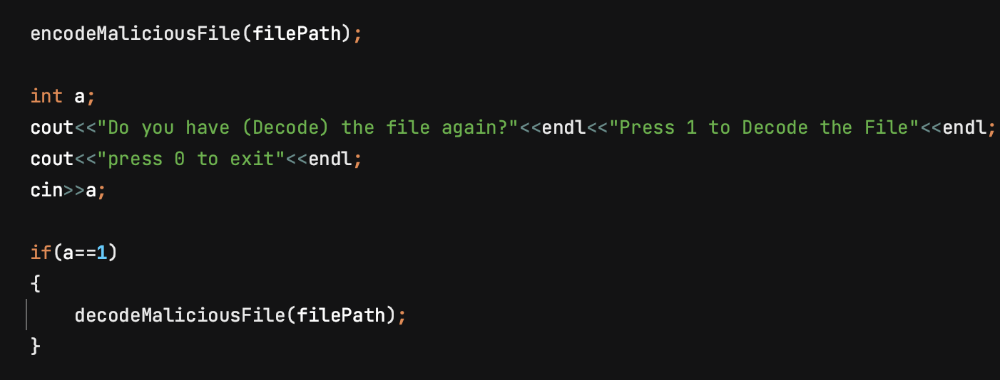 encodeMaliciousFile(filePath);
int a;
cout<<"Do you have (Decode) the file again?"<<endl<<"Press 1 to Decode the File"<<endl;
cout<<"press 0 to exit"<<endl;
cin>>a;
if(a==1)
{
decodeMaliciousFile(filePath);
}